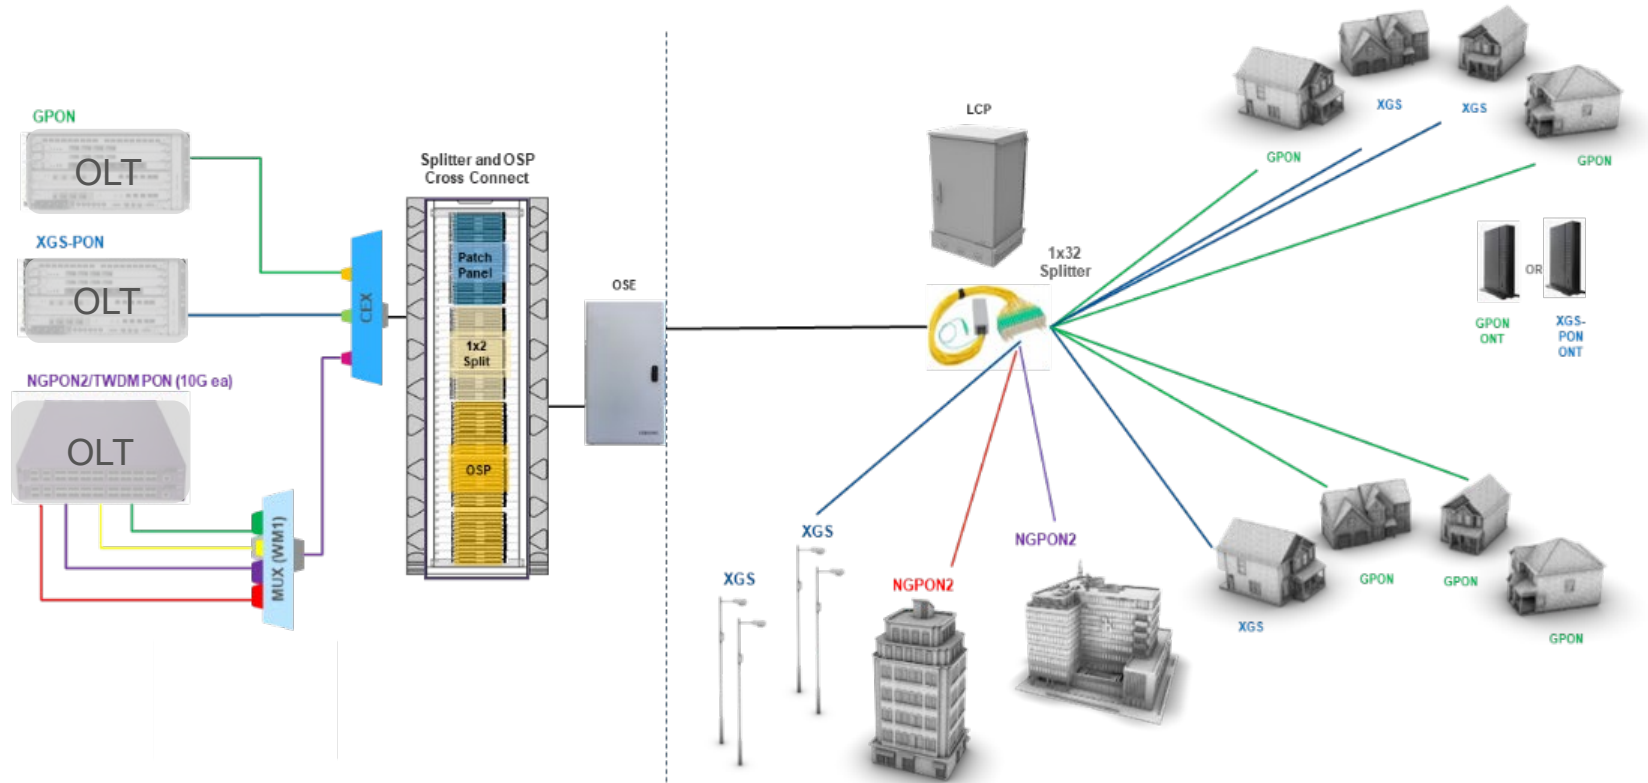 GPON
OLT
XGS-PON
OLT
NGPON2/TWDM PON (10G ea)
OLT
MUX (WM1)
CEX
Splitter and OSP
Cross Connect
Patch
Panel
1x2
Split
OSP
OSE
LCP
1x32
Splitter
XGS
XGS
GPON
GPON
GPON
ONT
OR
XGS-
PON
ONT
XGS
XGS
NGPON2
NGPON2
XGS
GPON
GPON
GPON